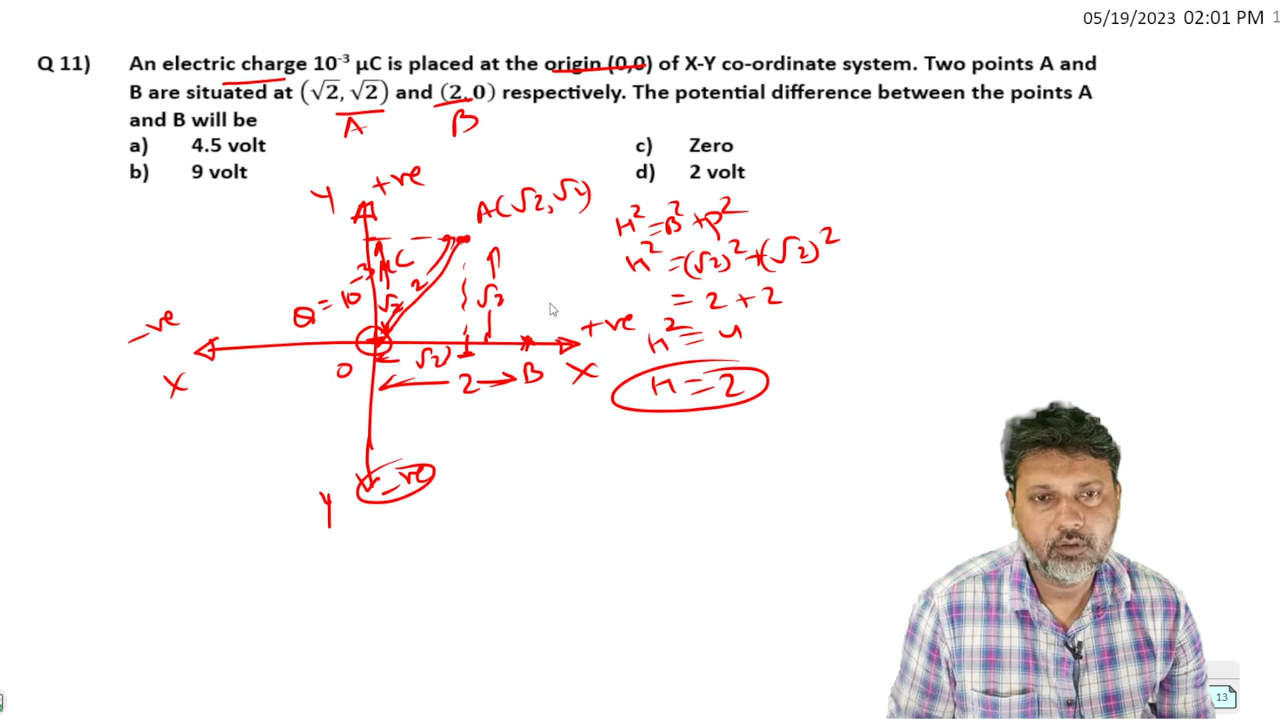 05/19/2023 02:01 PM 1
Q 11) An electric charge 10⁻³ μC is placed at the origin (0,0) of X-Y co-ordinate system. Two points A and
B are situated at (√2, √2) and (2, 0) respectively. The potential difference between the points A
and B will be
A B
a) 4.5 volt c) Zero
b) 9 volt d) 2 volt
Y +ve
A(√2, √2)
H² = B² + P²
H² = (√2)² + (√2)²
= 2 + 2
H² = 4
H = 2
Q = 10⁻³ μC
√2 2 √2
-ve +ve
X O √2 2 B X
-ve
Y
13